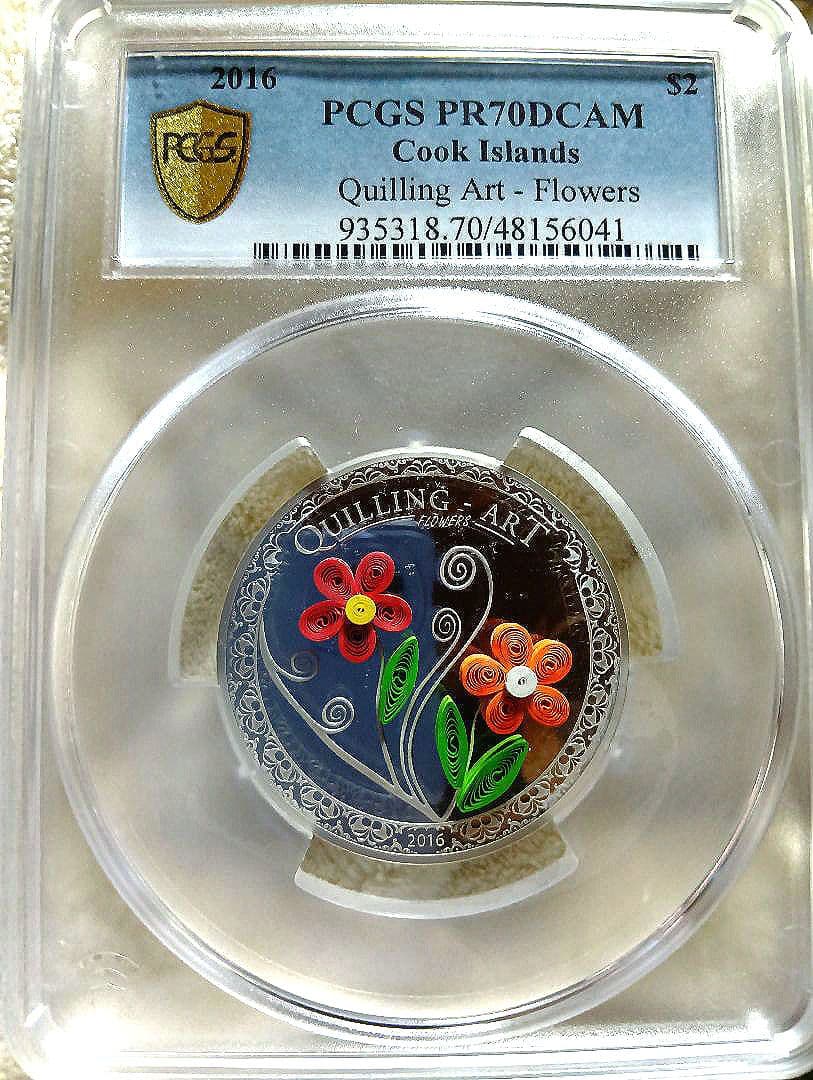 2016 $2
PCGS PR70DCAM
PCGS
Cook Islands
Quilling Art - Flowers
935318.70/48156041
QUILLING - ART
FLOWERS
2016